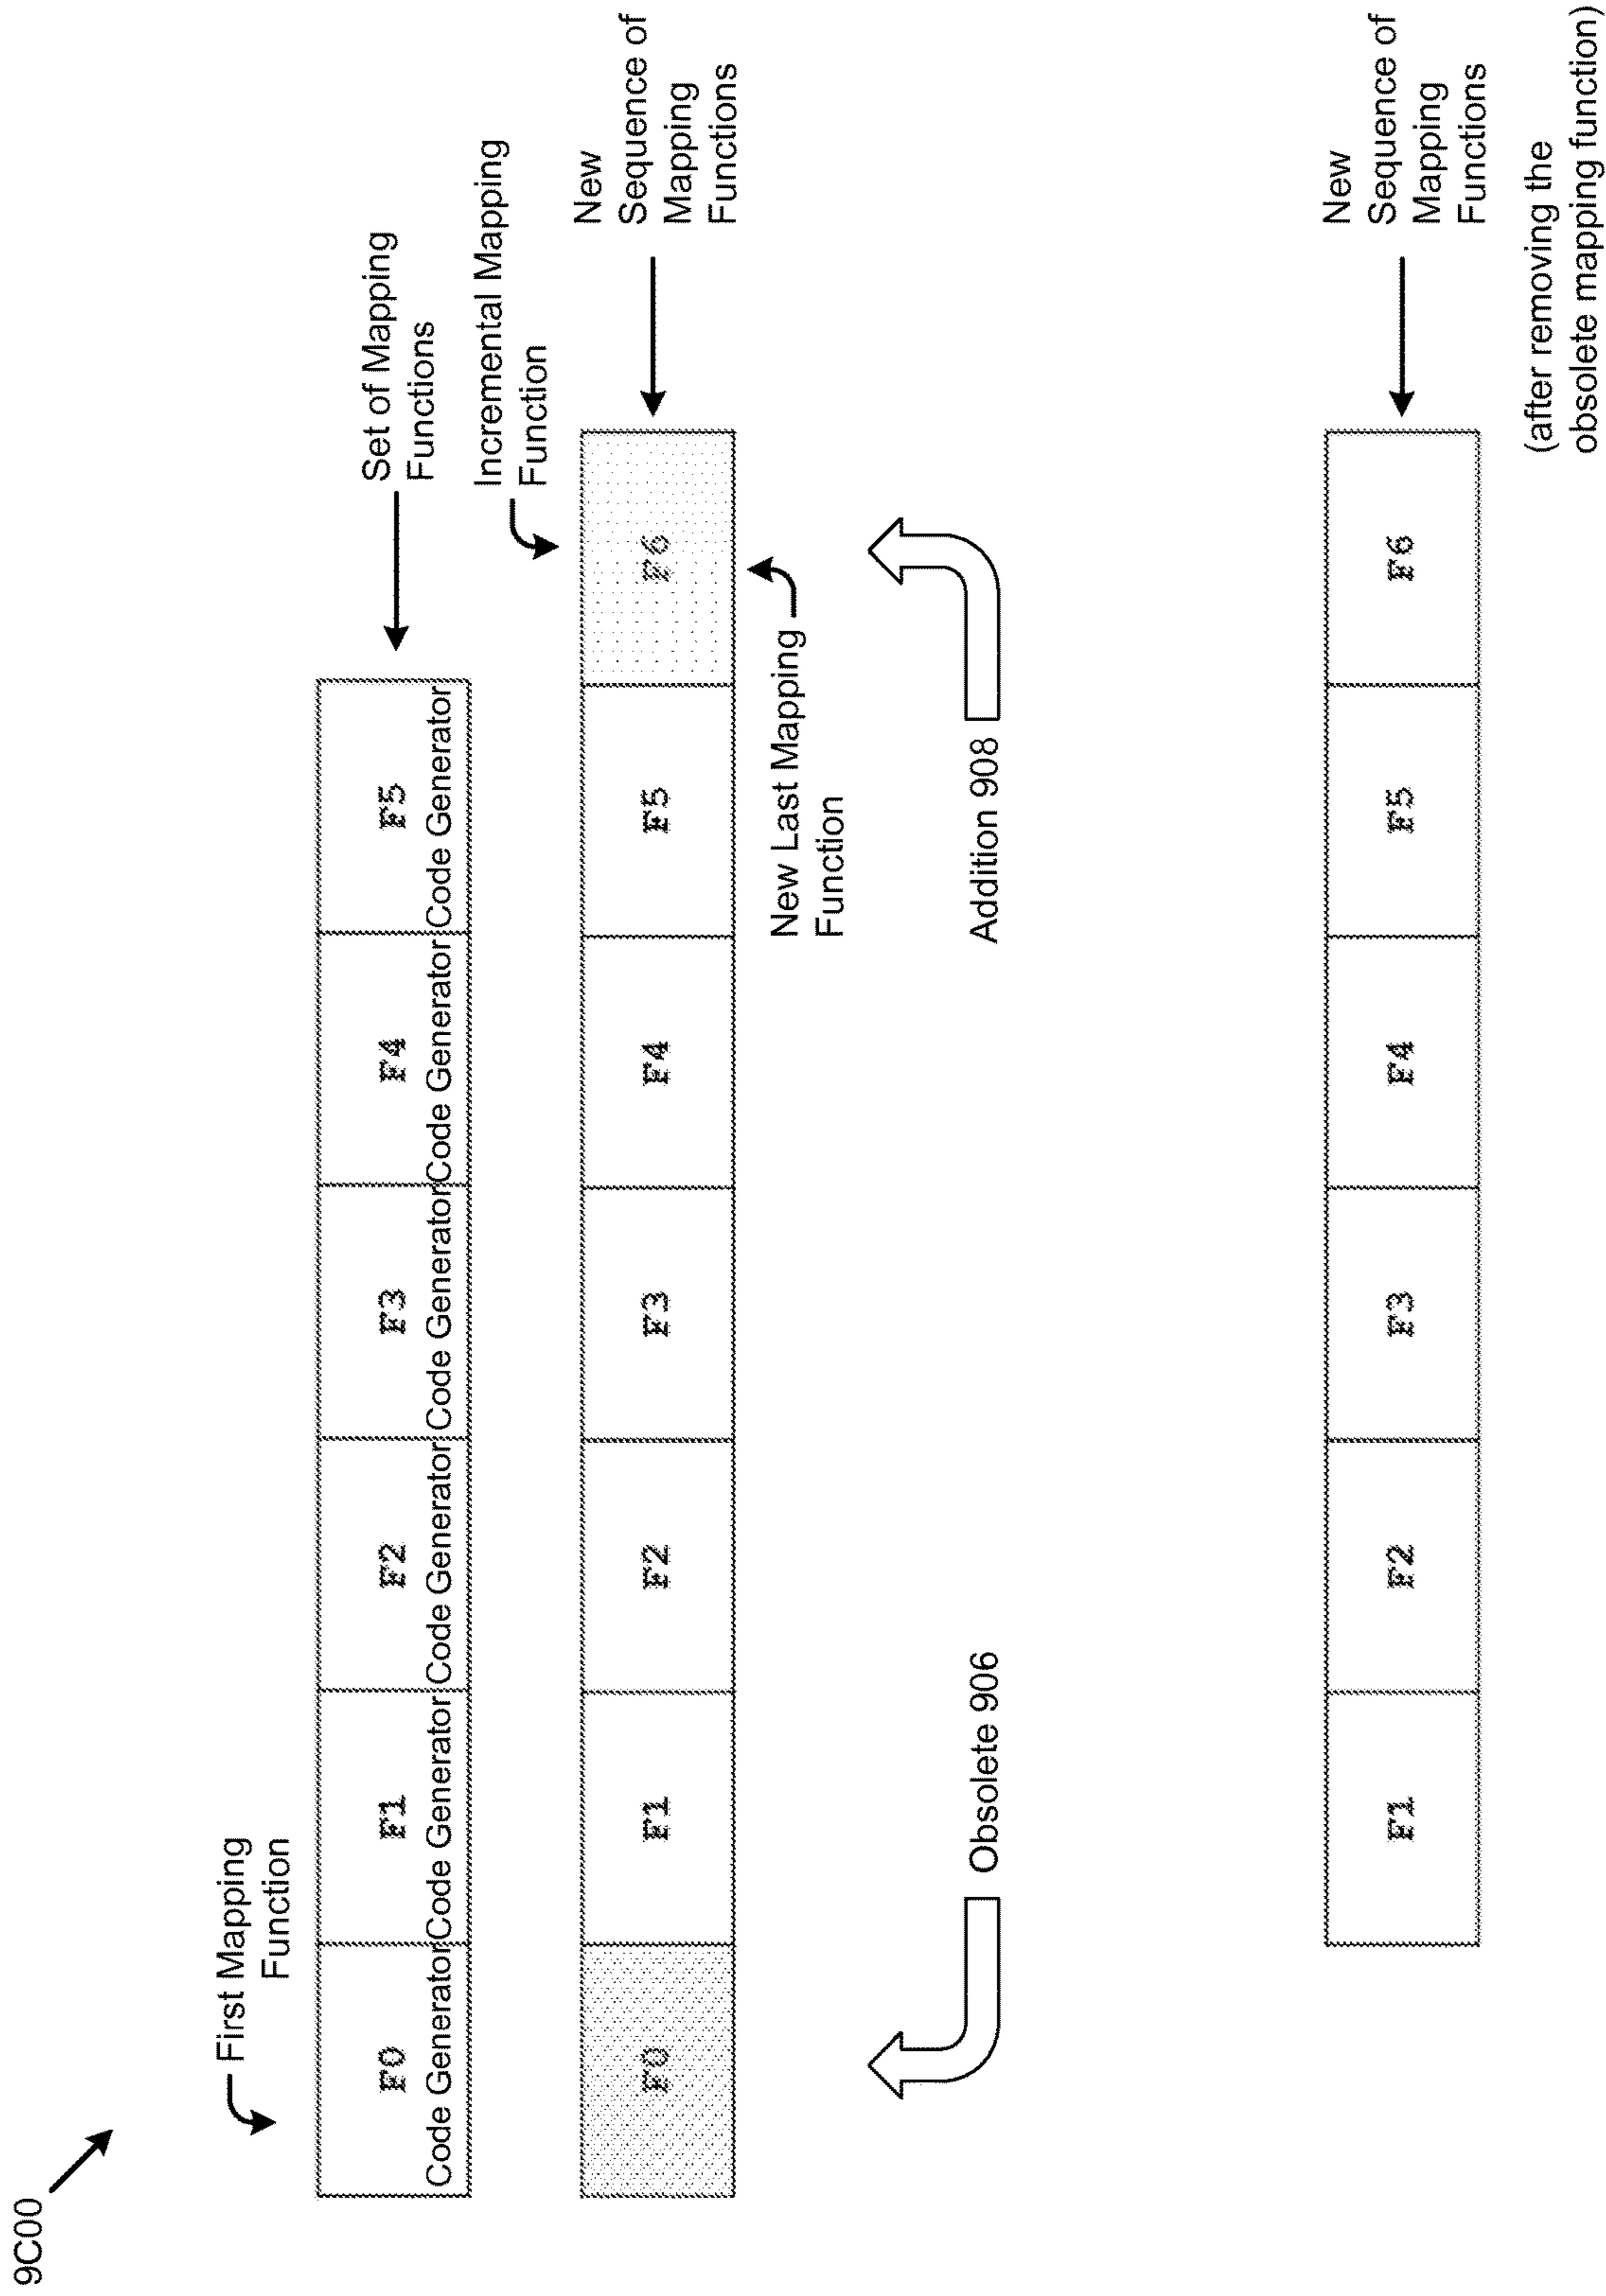 9C00
First Mapping
Function
Set of Mapping
Functions
F0
F1
F2
F3
F4
F5
Code Generator
Code Generator
Code Generator
Code Generator
Code Generator
Code Generator
Incremental Mapping
Function
New
Sequence of
Mapping
Functions
F0
F1
F2
F3
F4
F5
F6
New Last Mapping
Function
Obsolete 906
Addition 908
New
Sequence of
Mapping
Functions
F1
F2
F3
F4
F5
F6
(after removing the
obsolete mapping function)